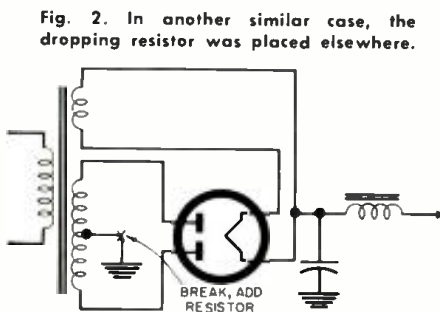 Fig. 2. In another similar case, the
dropping resistor was placed elsewhere.
BREAK, ADD
RESISTOR